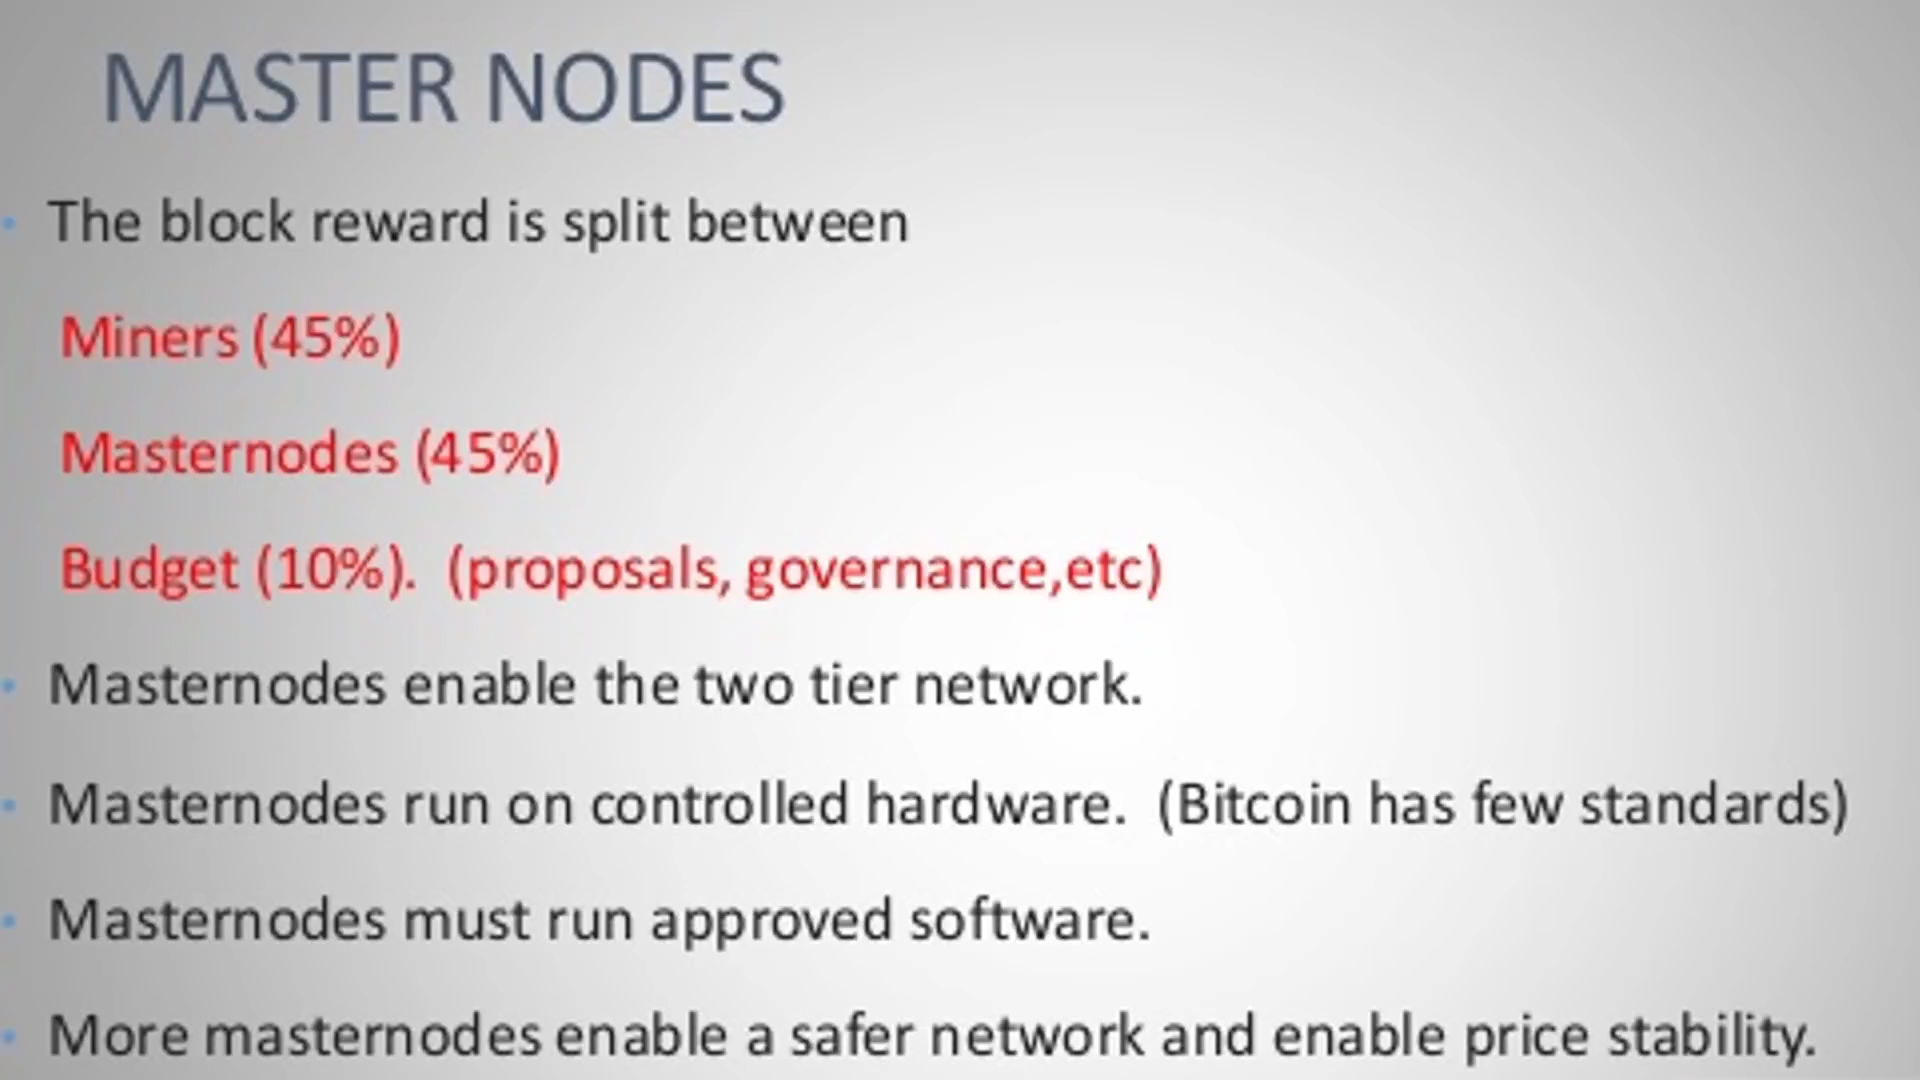 MASTER NODES
• The block reward is split between
Miners (45%)
Masternodes (45%)
Budget (10%).  (proposals, governance,etc)
• Masternodes enable the two tier network.
• Masternodes run on controlled hardware.  (Bitcoin has few standards)
• Masternodes must run approved software.
• More masternodes enable a safer network and enable price stability.